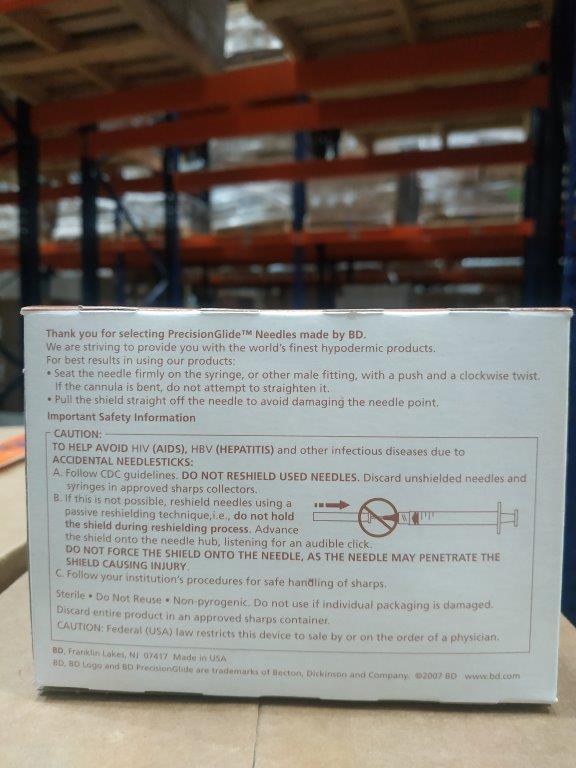 Thank you for selecting PrecisionGlide™ Needles made by BD.
We are striving to provide you with the world's finest hypodermic products.
For best results in using our products:
• Seat the needle firmly on the syringe, or other male fitting, with a push and a clockwise twist.
If the cannula is bent, do not attempt to straighten it.
• Pull the shield straight off the needle to avoid damaging the needle point.
Important Safety Information
CAUTION:
TO HELP AVOID HIV (AIDS), HBV (HEPATITIS) and other infectious diseases due to
ACCIDENTAL NEEDLESTICKS:
A. Follow CDC guidelines. DO NOT RESHIELD USED NEEDLES. Discard unshielded needles and
syringes in approved sharps collectors.
B. If this is not possible, reshield needles using a
passive reshielding technique,i.e., do not hold
the shield during reshielding process. Advance
the shield onto the needle hub, listening for an audible click.
DO NOT FORCE THE SHIELD ONTO THE NEEDLE, AS THE NEEDLE MAY PENETRATE THE
SHIELD CAUSING INJURY.
C. Follow your institution's procedures for safe handling of sharps.
Sterile • Do Not Reuse • Non-pyrogenic. Do not use if individual packaging is damaged.
Discard entire product in an approved sharps container.
CAUTION: Federal (USA) law restricts this device to sale by or on the order of a physician.
BD, Franklin Lakes, NJ 07417 Made in USA
BD, BD Logo and BD PrecisionGlide are trademarks of Becton, Dickinson and Company. ©2007 BD www.bd.com